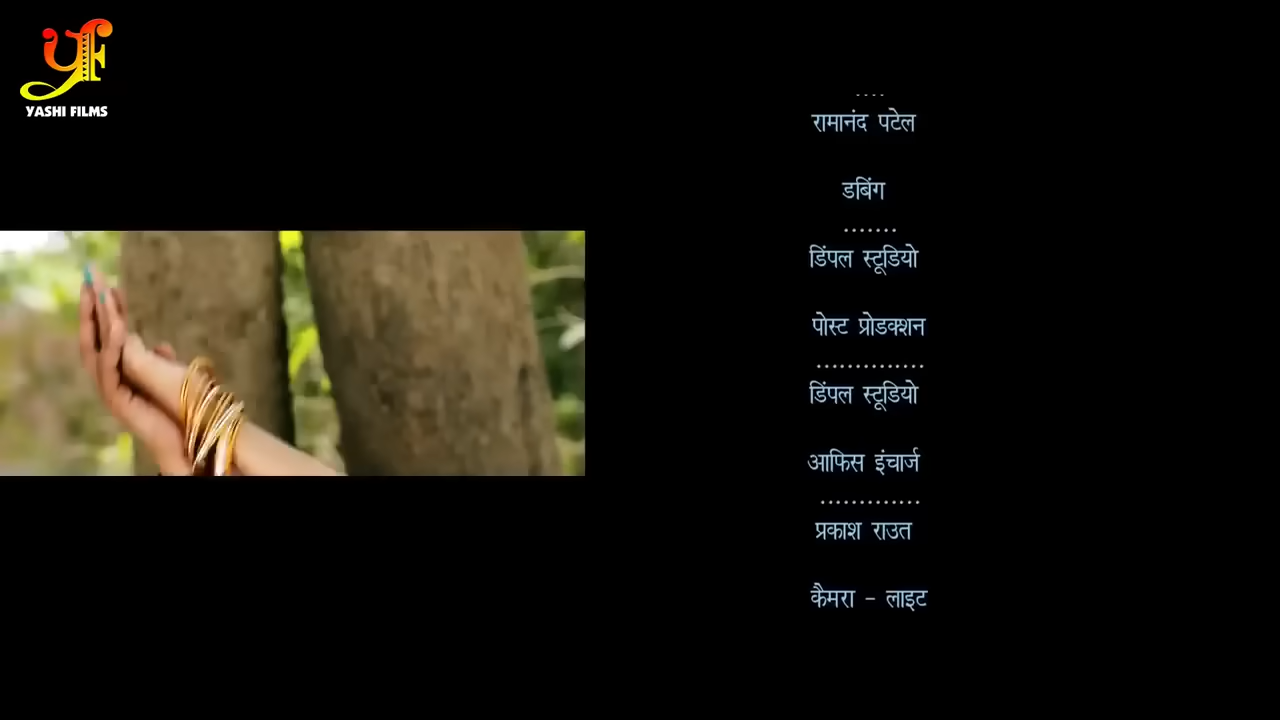 YASHI FILMS
....
रामानंद पटेल
डबिंग
.......
डिंपल स्टूडियो
पोस्ट प्रोडक्शन
..............
डिंपल स्टूडियो
आफिस इंचार्ज
.............
प्रकाश राउत
कैमरा - लाइट